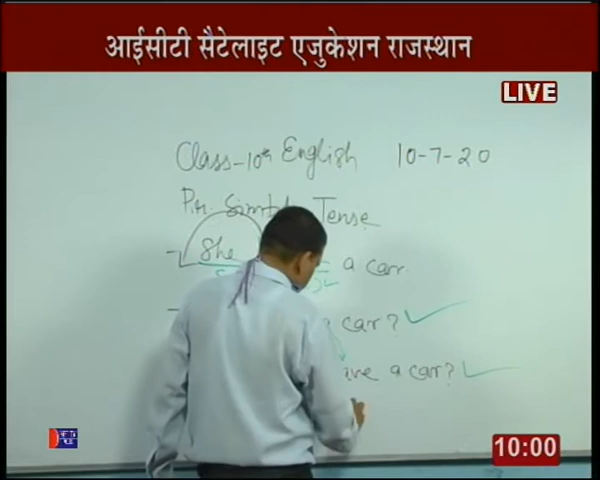 आईसीटी सैटेलाइट एजुकेशन राजस्थान
LIVE
Class-10th English 10-7-20
Pr. Simple Tense
She a car.
car? ✓
a car? ✓
10:00